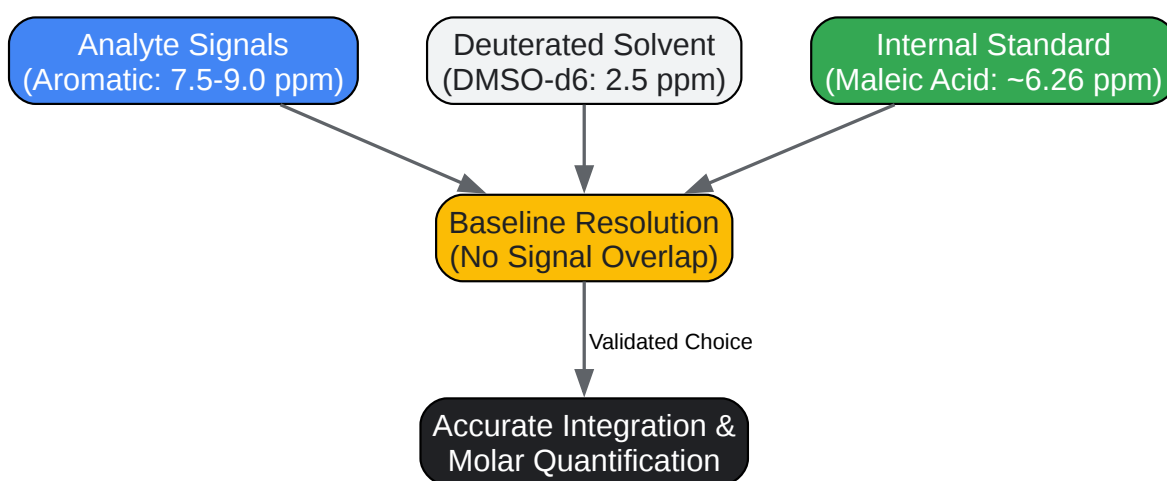 Analyte Signals
(Aromatic: 7.5-9.0 ppm)
Deuterated Solvent
(DMSO-d6: 2.5 ppm)
Internal Standard
(Maleic Acid: ~6.26 ppm)
Baseline Resolution
(No Signal Overlap)
Validated Choice
Accurate Integration &
Molar Quantification